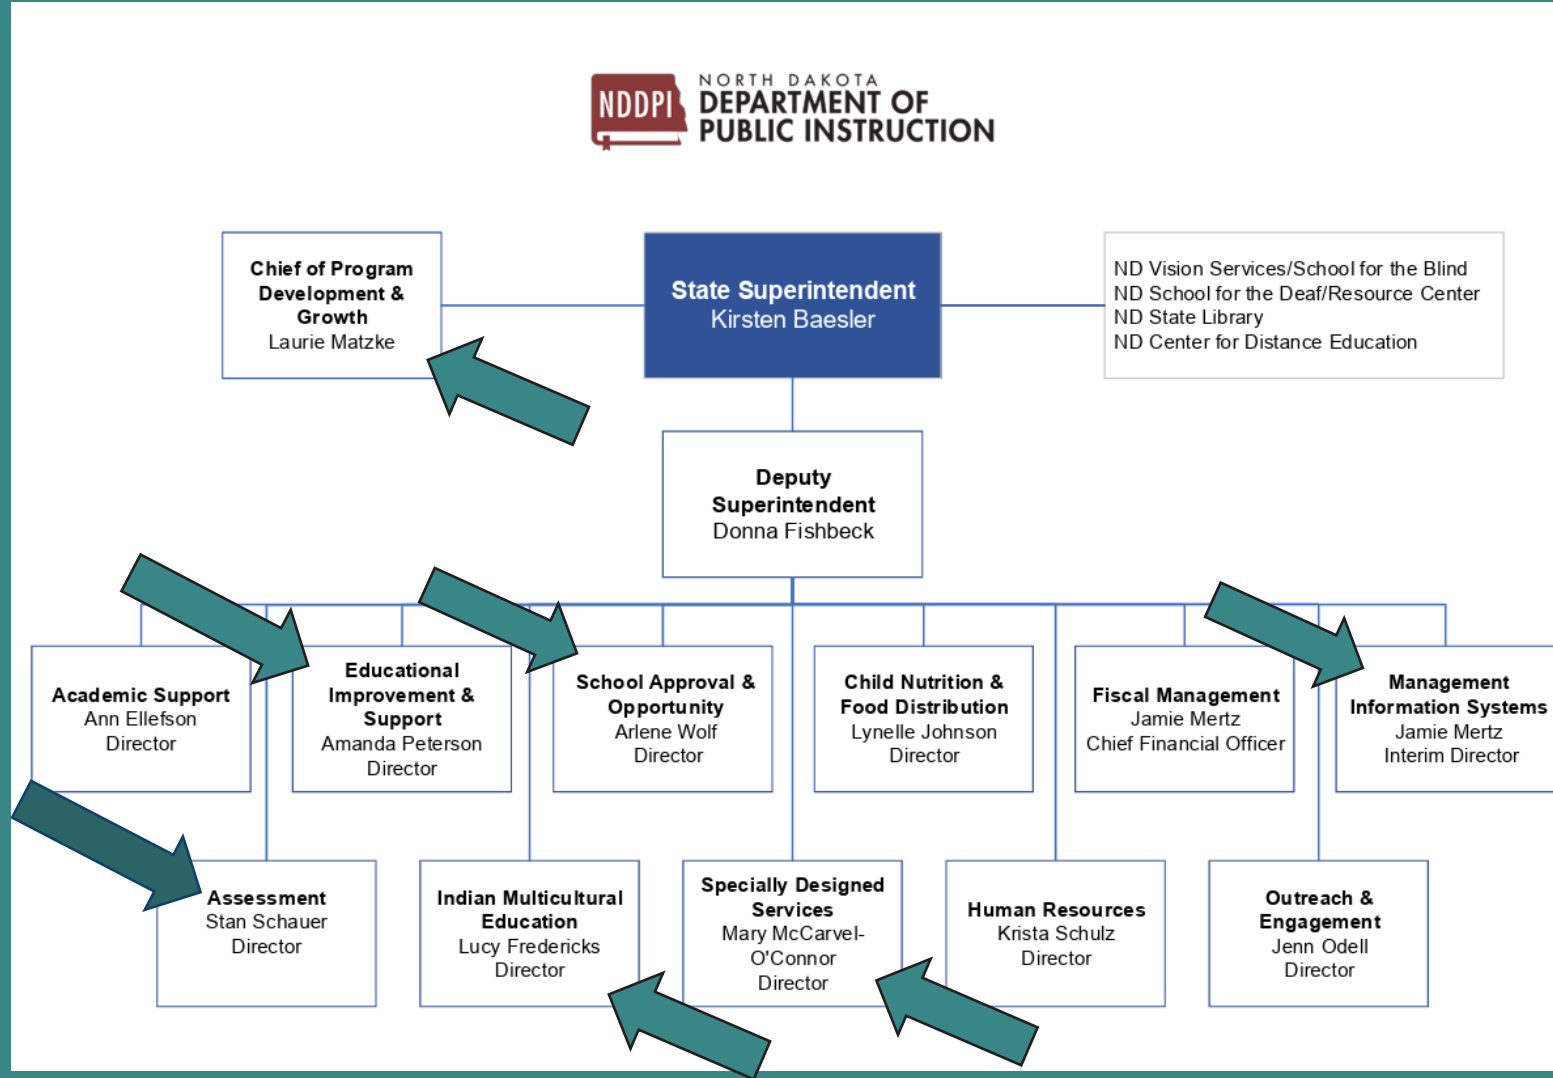 NDDPI
NORTH DAKOTA
DEPARTMENT OF
PUBLIC INSTRUCTION
Chief of Program
Development &
Growth
Laurie Matzke
State Superintendent
Kirsten Baesler
ND Vision Services/School for the Blind
ND School for the Deaf/Resource Center
ND State Library
ND Center for Distance Education
Deputy
Superintendent
Donna Fishbeck
Academic Support
Ann Ellefson
Director
Educational
Improvement &
Support
Amanda Peterson
Director
School Approval &
Opportunity
Arlene Wolf
Director
Child Nutrition &
Food Distribution
Lynelle Johnson
Director
Fiscal Management
Jamie Mertz
Chief Financial Officer
Management
Information Systems
Jamie Mertz
Interim Director
Assessment
Stan Schauer
Director
Indian Multicultural
Education
Lucy Fredericks
Director
Specially Designed
Services
Mary McCarvel-
O'Connor
Director
Human Resources
Krista Schulz
Director
Outreach &
Engagement
Jenn Odell
Director